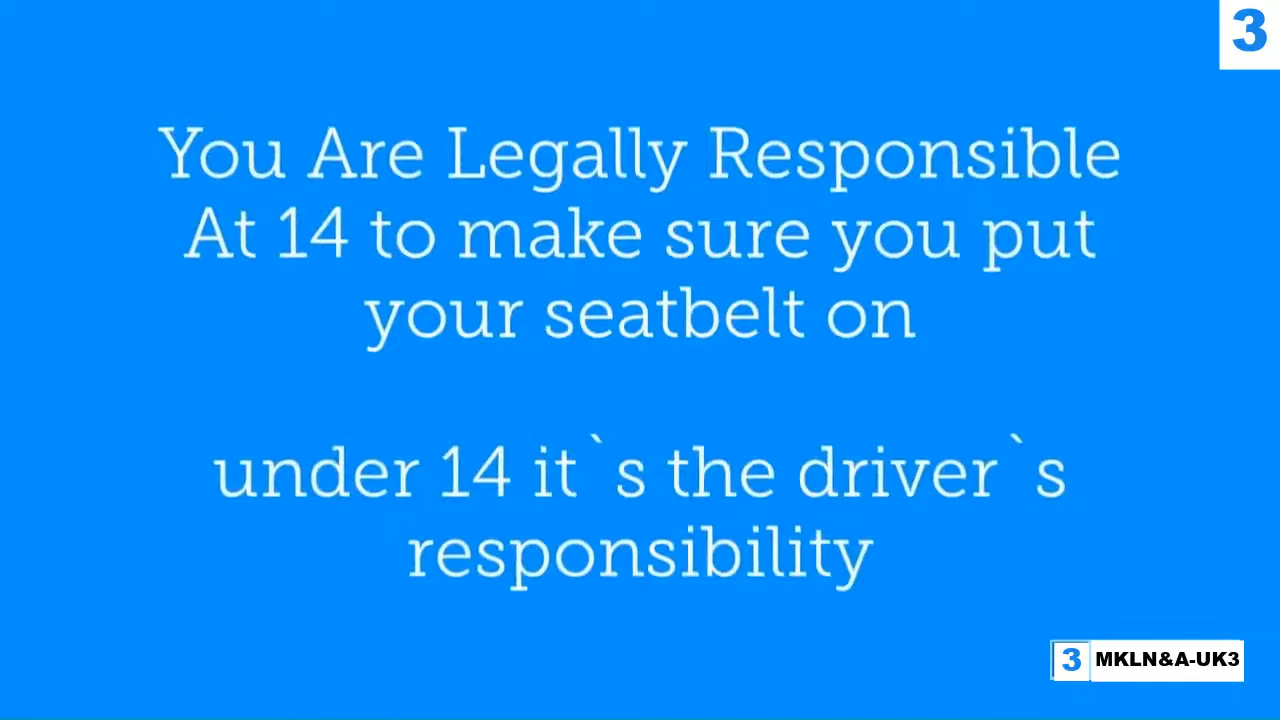 3
You Are Legally Responsible
At 14 to make sure you put
your seatbelt on
under 14 it`s the driver`s
responsibility
3 MKLN&A-UK3